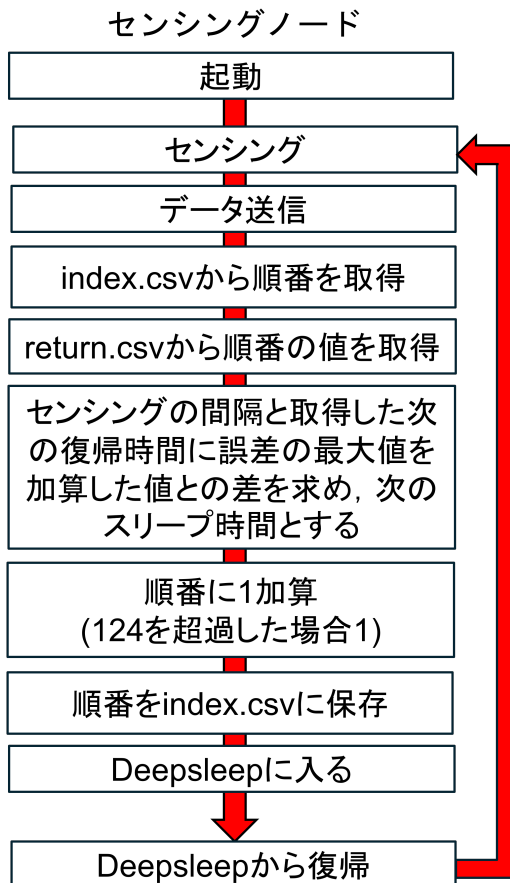 センシングノード
起動
センシング
データ送信
index.csvから順番を取得
return.csvから順番の値を取得
センシングの間隔と取得した次
の復帰時間に誤差の最大値を
加算した値との差を求め，次の
スリープ時間とする
順番に1加算
(124を超過した場合1)
順番をindex.csvに保存
Deepsleepに入る
Deepsleepから復帰